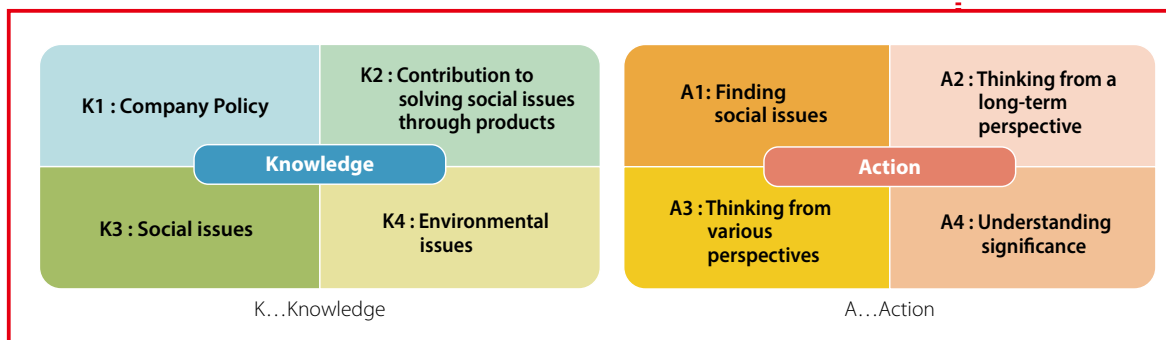 K1 : Company Policy
K2 : Contribution to
solving social issues
through products
Knowledge
K3 : Social issues
K4 : Environmental
issues
K…Knowledge
A1: Finding
social issues
A2 : Thinking from a
long-term
perspective
Action
A3 : Thinking from
various
perspectives
A4 : Understanding
significance
A…Action